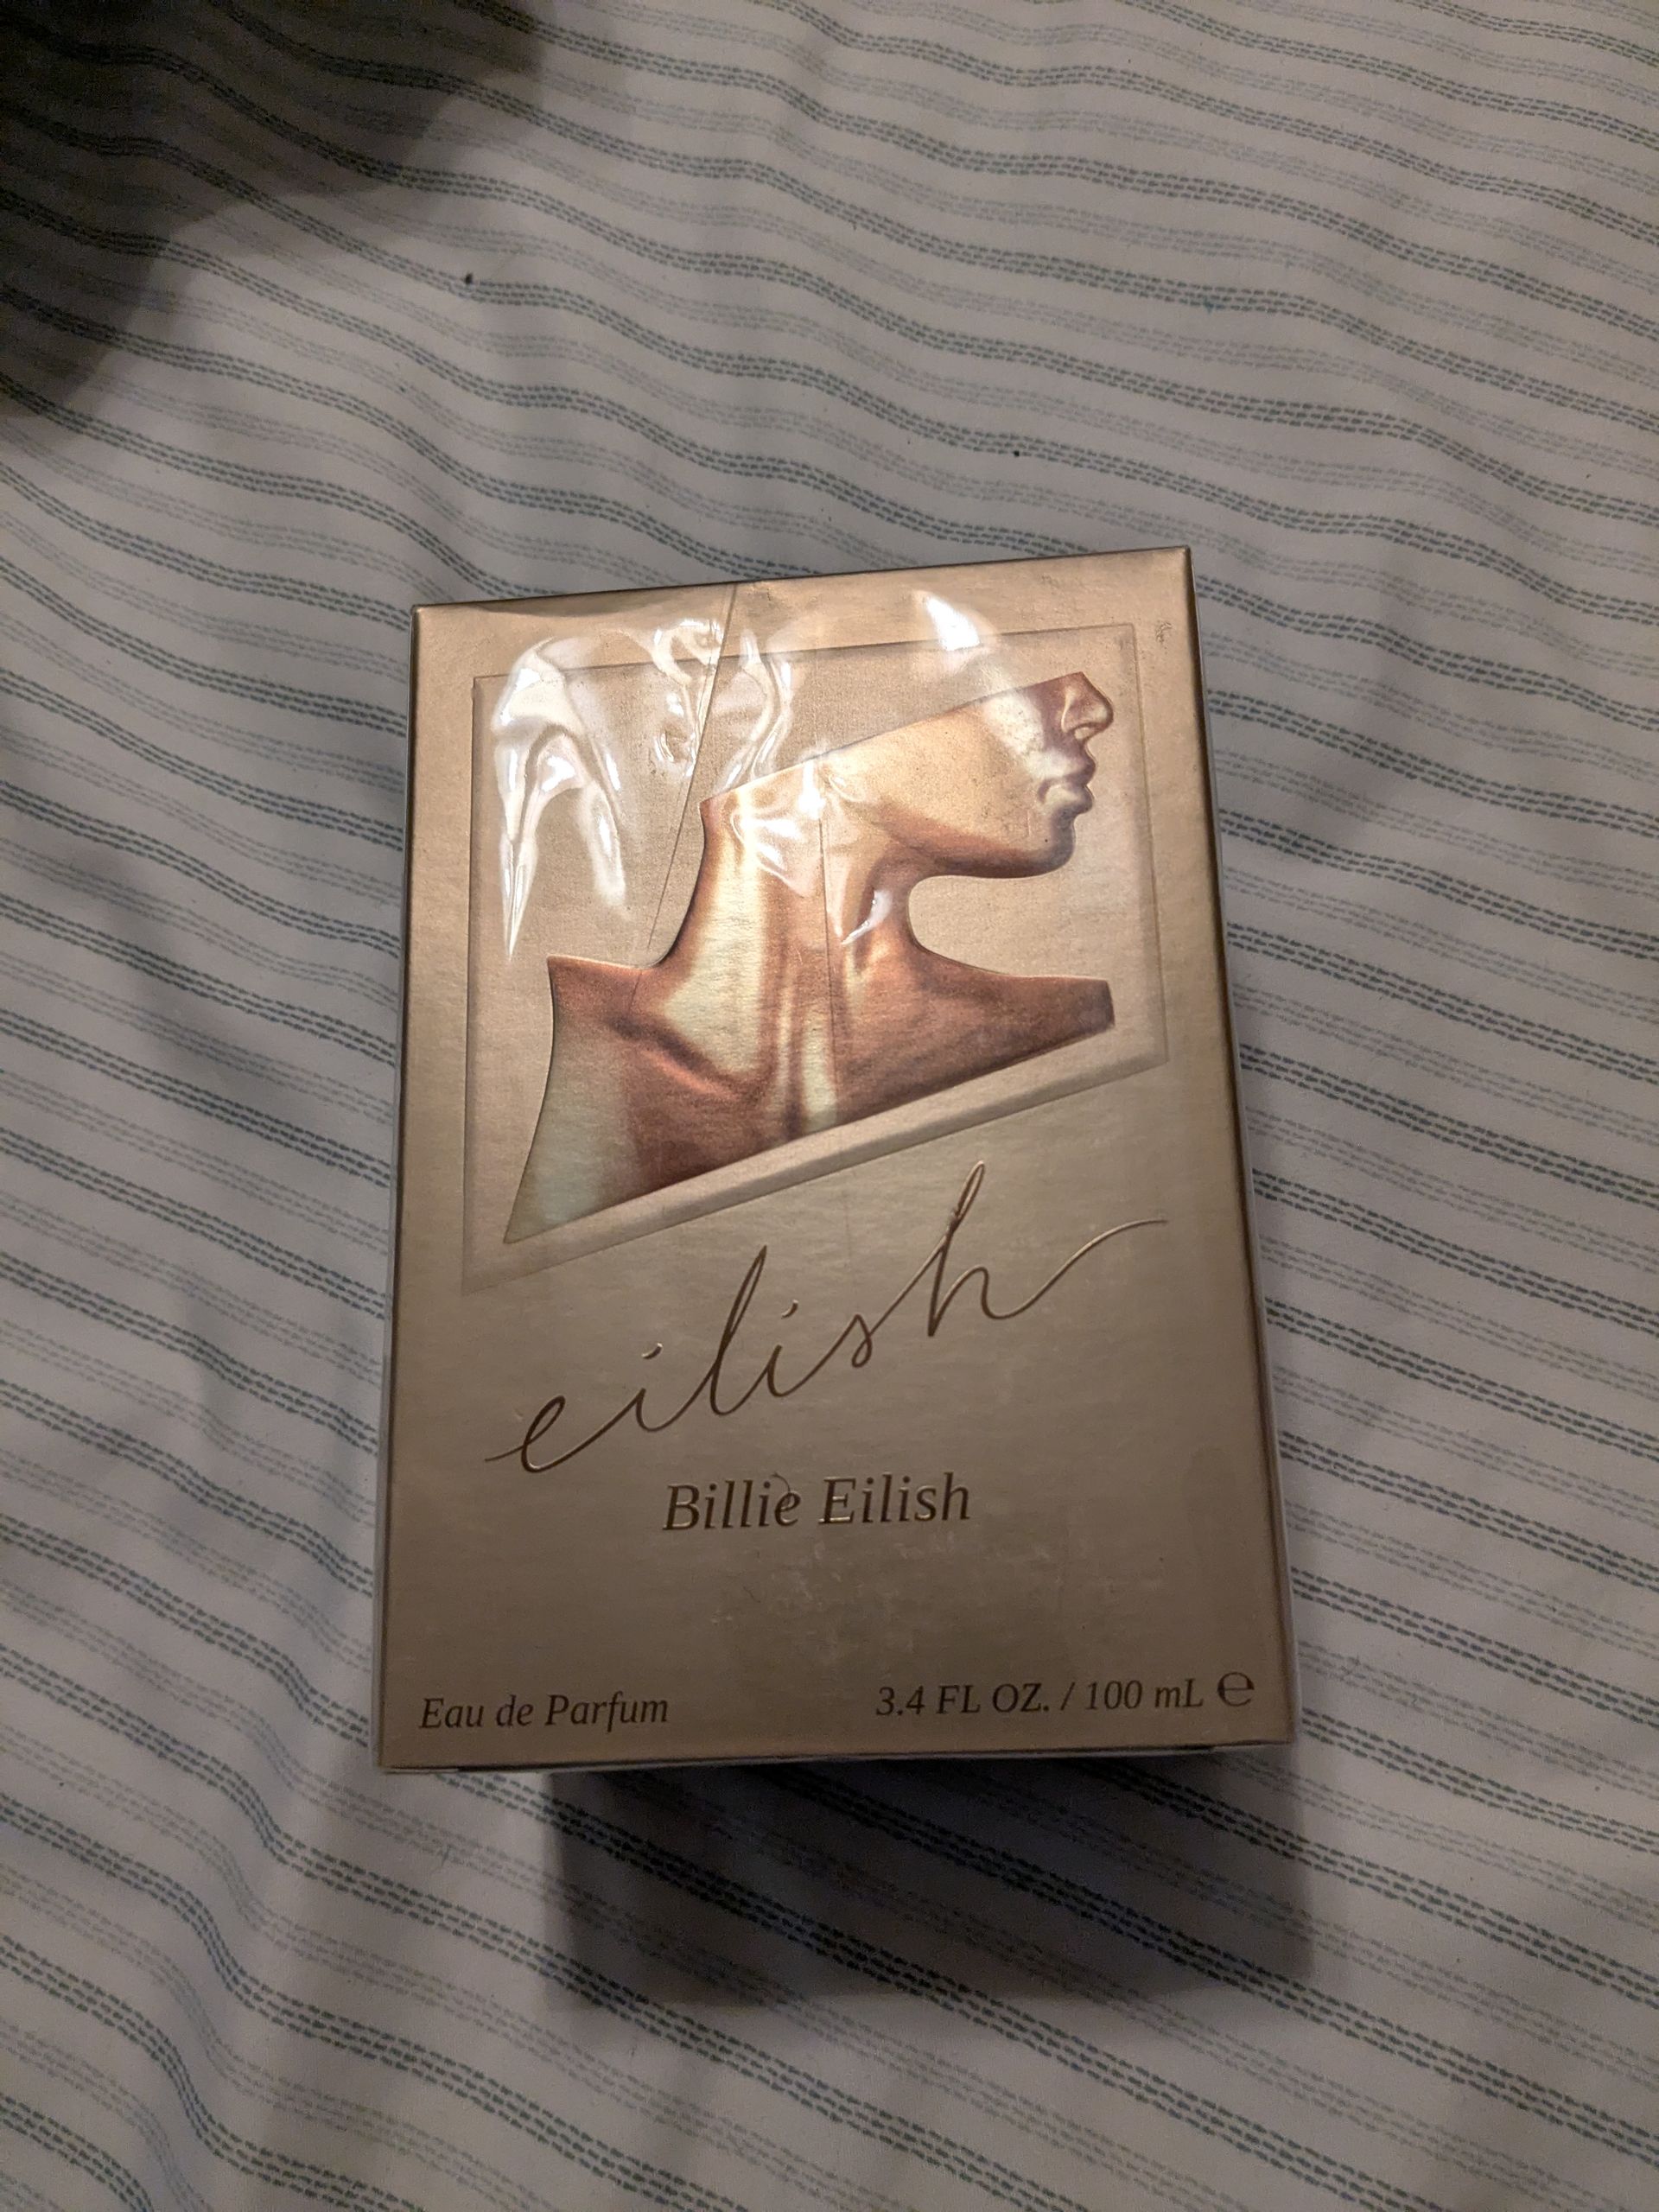 eilish
Billie Eilish
Eau de Parfum
3.4 FL OZ. / 100 mL ℮